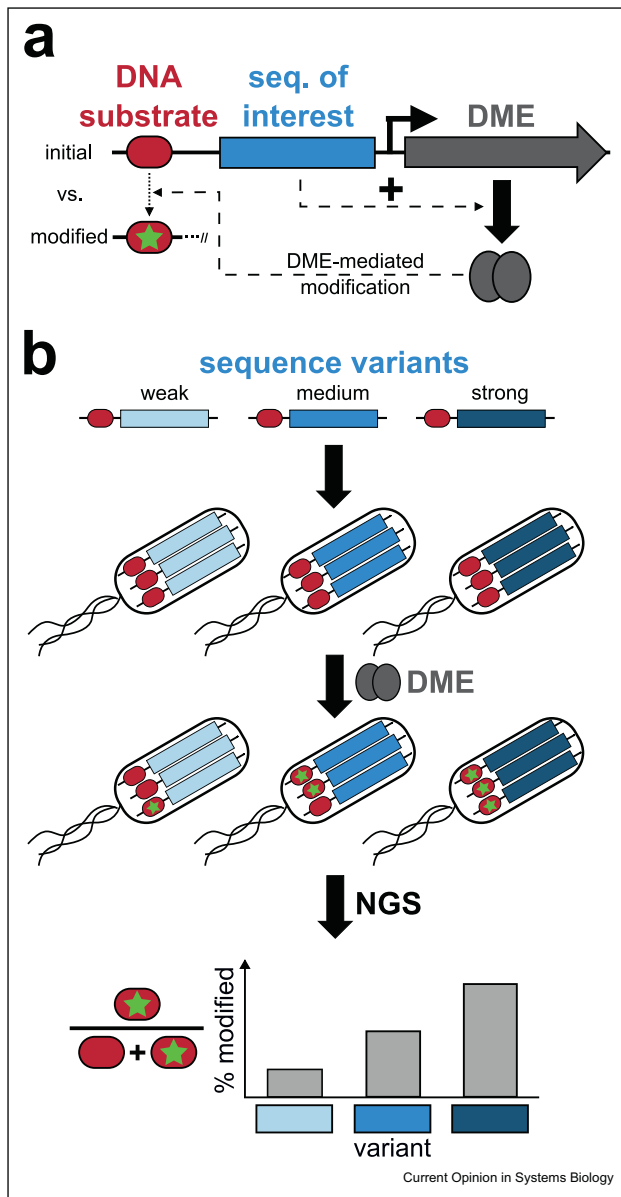 a
DNA
substrate
seq. of
interest
DME
initial
vs.
modified
+
DME-mediated
modification
b
sequence variants
weak
medium
strong
DME
NGS
+
% modified
variant
Current Opinion in Systems Biology